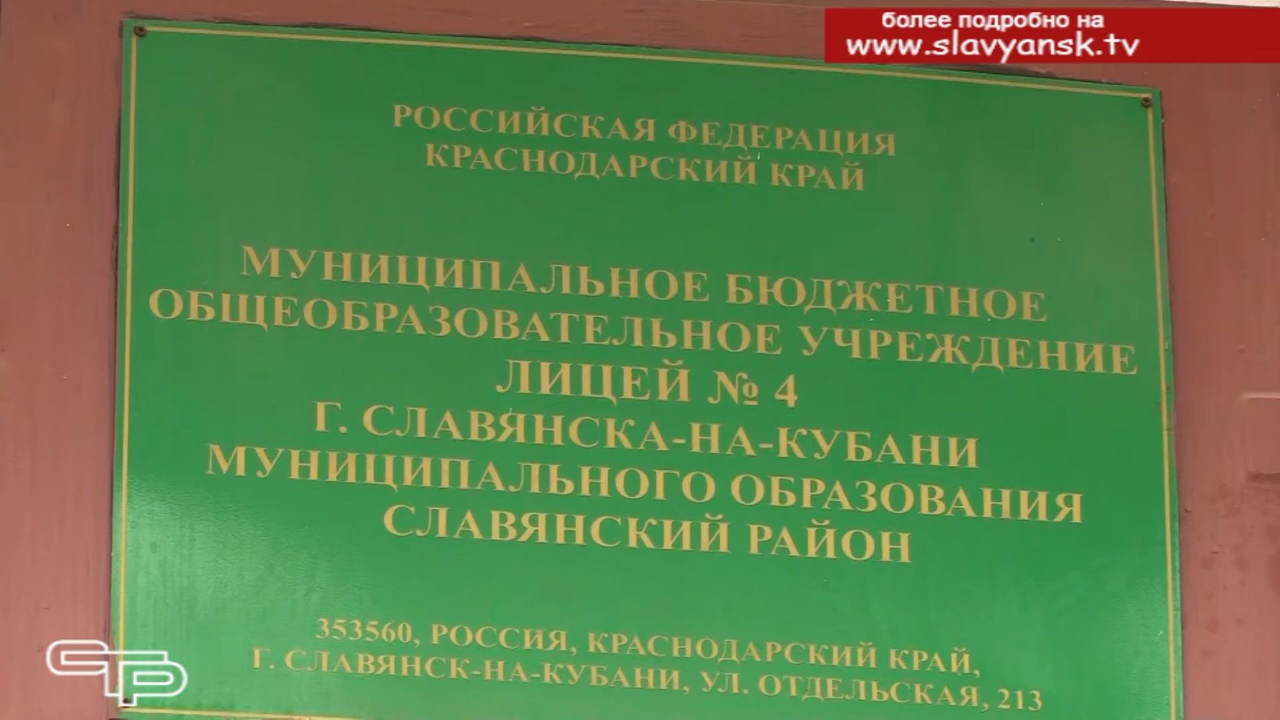 более подробно на
www.slavyansk.tv
РОССИЙСКАЯ ФЕДЕРАЦИЯ
КРАСНОДАРСКИЙ КРАЙ
МУНИЦИПАЛЬНОЕ БЮДЖЕТНОЕ
ОБЩЕОБРАЗОВАТЕЛЬНОЕ УЧРЕЖДЕНИЕ
ЛИЦЕЙ № 4
Г. СЛАВЯНСКА-НА-КУБАНИ
МУНИЦИПАЛЬНОГО ОБРАЗОВАНИЯ
СЛАВЯНСКИЙ РАЙОН
353560, РОССИЯ, КРАСНОДАРСКИЙ КРАЙ,
Г. СЛАВЯНСК-НА-КУБАНИ, УЛ. ОТДЕЛЬСКАЯ, 213
СТР